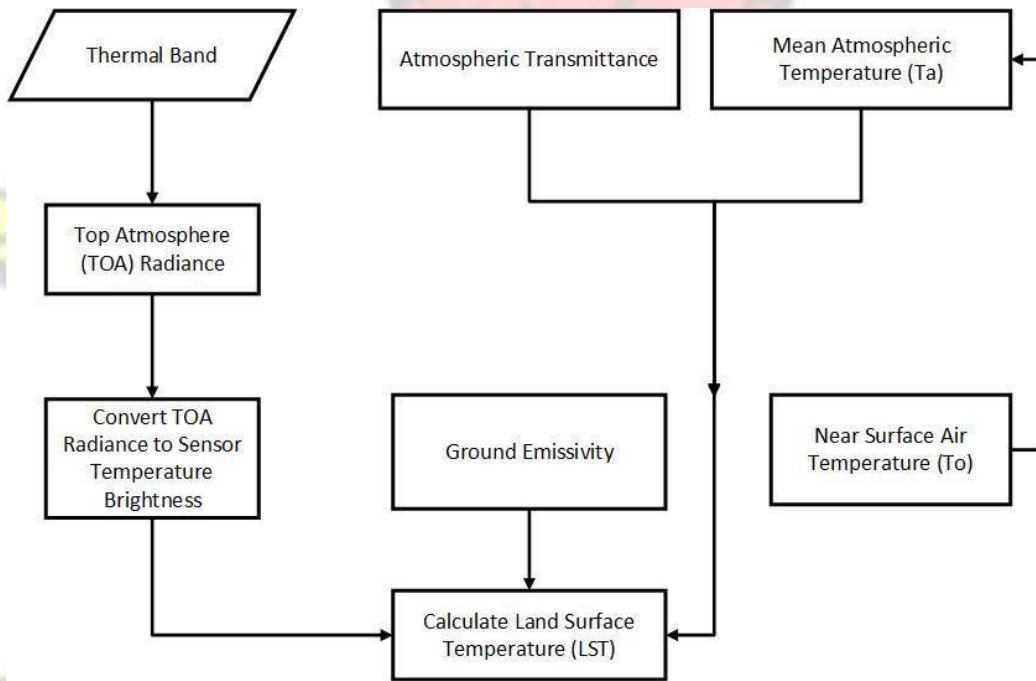 Thermal Band
Atmospheric Transmittance
Mean Atmospheric
Temperature (Ta)
Top Atmosphere
(TOA) Radiance
Convert TOA
Radiance to Sensor
Temperature
Brightness
Ground Emissivity
Near Surface Air
Temperature (To)
Calculate Land Surface
Temperature (LST)